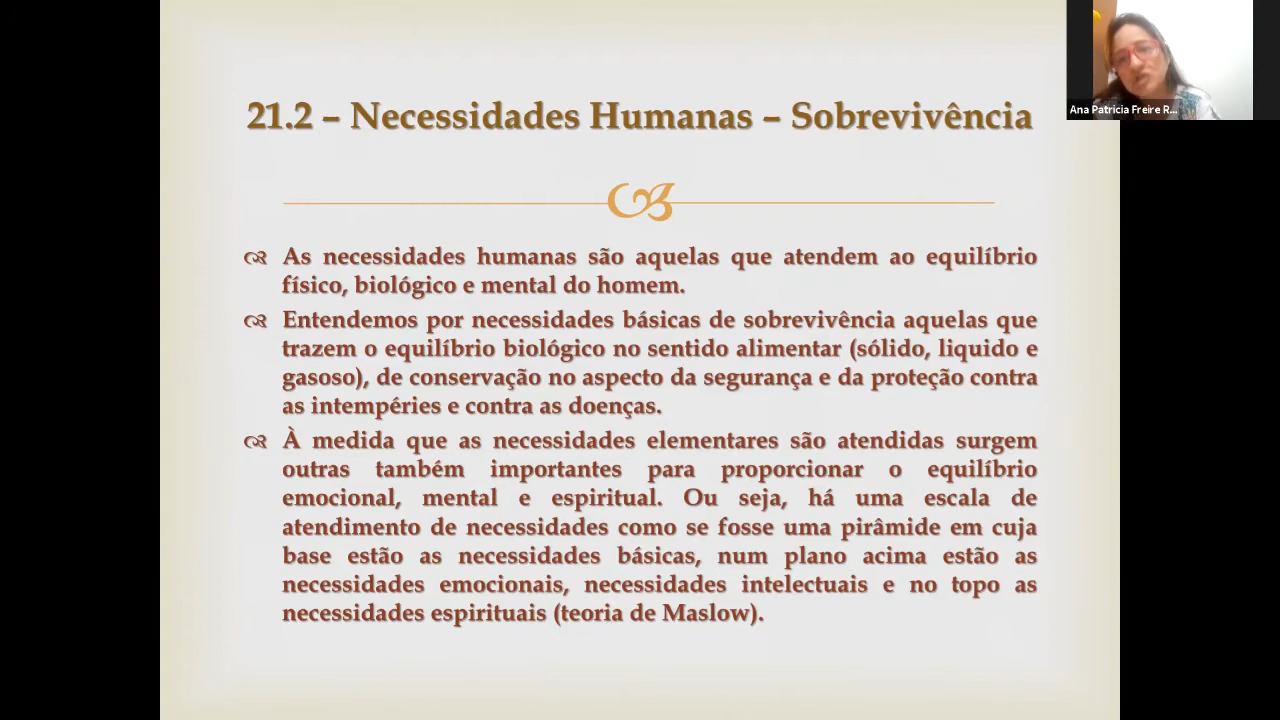 21.2 – Necessidades Humanas – Sobrevivência
Ana Patricia Freire R...
As necessidades humanas são aquelas que atendem ao equilíbrio
físico, biológico e mental do homem.
Entendemos por necessidades básicas de sobrevivência aquelas que
trazem o equilíbrio biológico no sentido alimentar (sólido, liquido e
gasoso), de conservação no aspecto da segurança e da proteção contra
as intempéries e contra as doenças.
À medida que as necessidades elementares são atendidas surgem
outras também importantes para proporcionar o equilíbrio
emocional, mental e espiritual. Ou seja, há uma escala de
atendimento de necessidades como se fosse uma pirâmide em cuja
base estão as necessidades básicas, num plano acima estão as
necessidades emocionais, necessidades intelectuais e no topo as
necessidades espirituais (teoria de Maslow).